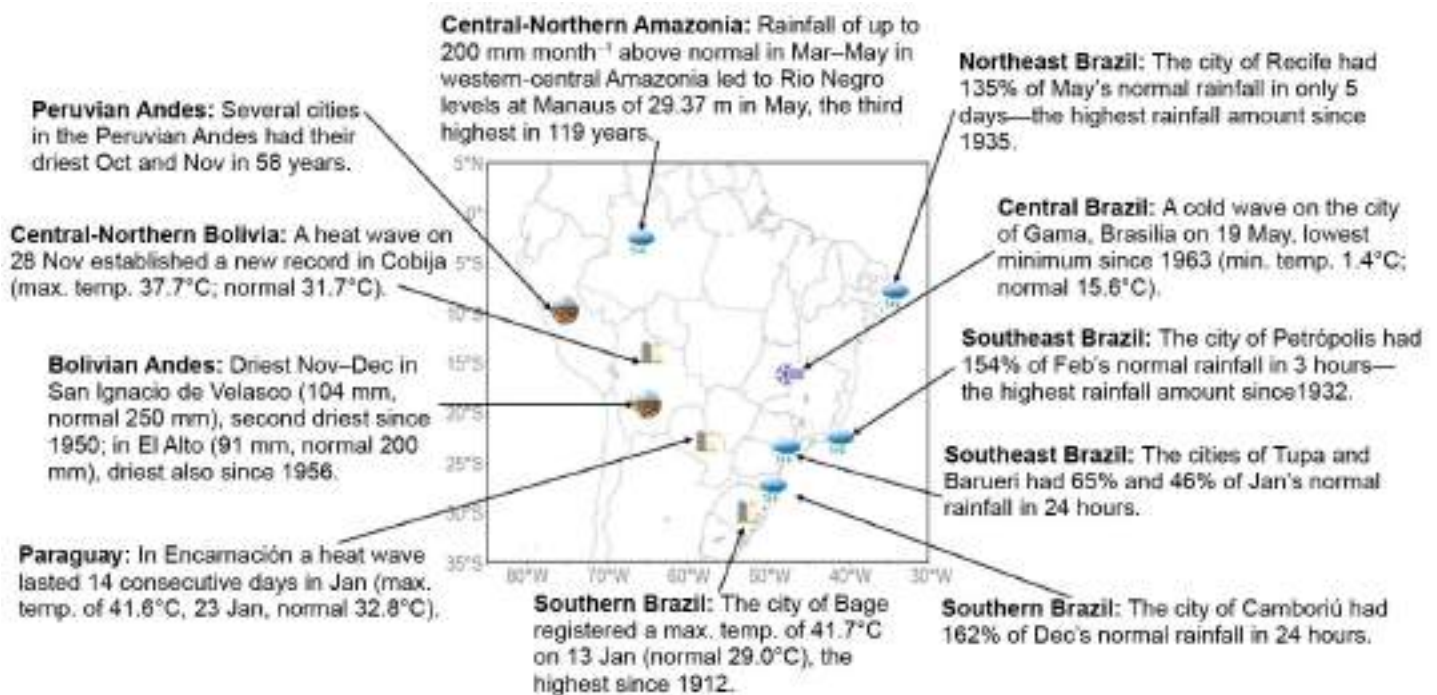 Central-Northern Amazonia: Rainfall of up to
200 mm month⁻¹ above normal in Mar–May in
western-central Amazonia led to Rio Negro
levels at Manaus of 29.37 m in May, the third
highest in 119 years.
Northeast Brazil: The city of Recife had
135% of May's normal rainfall in only 5
days—the highest rainfall amount since
1935.
Peruvian Andes: Several cities
in the Peruvian Andes had their
driest Oct and Nov in 58 years.
Central Brazil: A cold wave on the city
of Gama, Brasilia on 19 May, lowest
minimum since 1963 (min. temp. 1.4°C;
normal 15.6°C).
Central-Northern Bolivia: A heat wave on
28 Nov established a new record in Cobija
(max. temp. 37.7°C; normal 31.7°C).
Southeast Brazil: The city of Petrópolis had
154% of Feb's normal rainfall in 3 hours—
the highest rainfall amount since1932.
Bolivian Andes: Driest Nov–Dec in
San Ignacio de Velasco (104 mm,
normal 250 mm), second driest since
1950; in El Alto (91 mm, normal 200
mm), driest also since 1956.
Southeast Brazil: The cities of Tupa and
Barueri had 65% and 46% of Jan's normal
rainfall in 24 hours.
Paraguay: In Encarnación a heat wave
lasted 14 consecutive days in Jan (max.
temp. of 41.6°C, 23 Jan, normal 32.8°C).
Southern Brazil: The city of Bage
registered a max. temp. of 41.7°C
on 13 Jan (normal 29.0°C), the
highest since 1912.
Southern Brazil: The city of Camboriú had
162% of Dec's normal rainfall in 24 hours.
5°N
0°
5°S
10°S
15°S
20°S
25°S
30°S
35°S
80°W 70°W 60°W 50°W 40°W 30°W